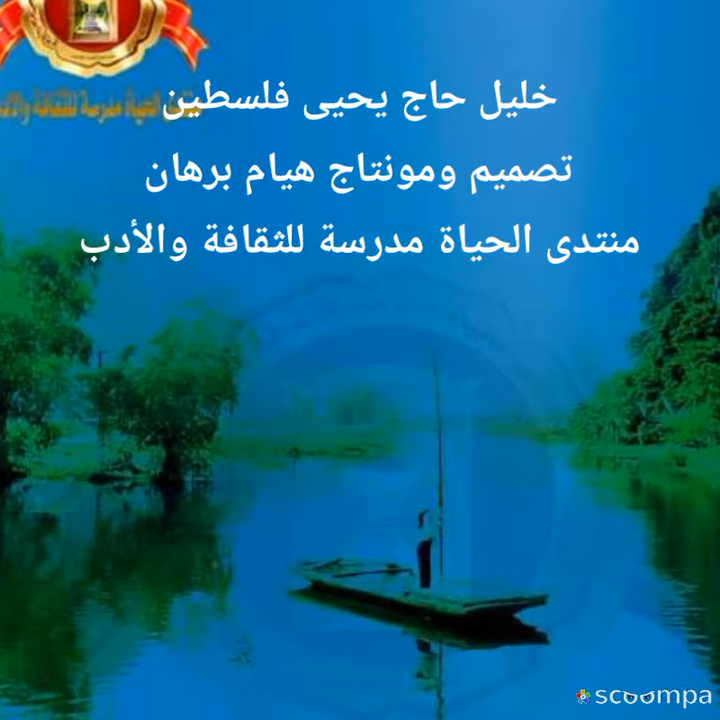 خليل حاج يحيى فلسطين
تصميم ومونتاج هيام برهان
منتدى الحياة مدرسة للثقافة والأدب
scoompa